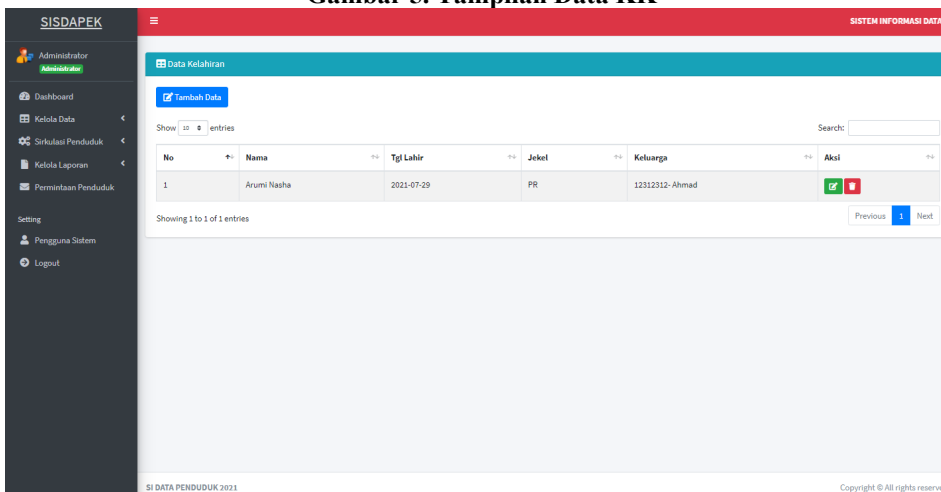 Gambar 5. Tampilan Data KK
SISDAPEK
SISTEM INFORMASI DATA
Administrator
Administrator
Dashboard
Kelola Data
Sirkulasi Penduduk
Kelola Laporan
Permintaan Penduduk
Setting
Pengguna Sistem
Logout
Data Kelahiran
Tambah Data
Show 10 entries Search:
No Nama Tgl Lahir Jekel Keluarga Aksi
1 Arumi Nasha 2021-07-29 PR 12312312- Ahmad
Showing 1 to 1 of 1 entries Previous 1 Next
SI DATA PENDUDUK 2021 Copyright © All rights reserve